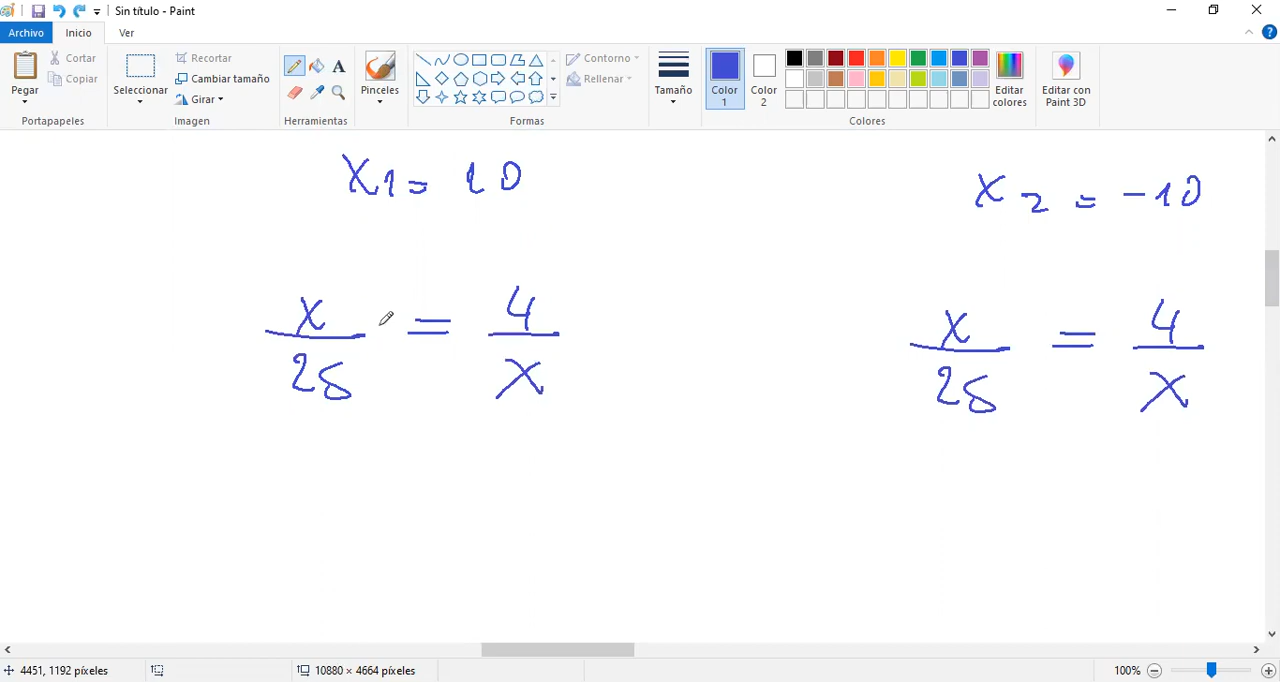 Sin título - Paint
Archivo Inicio Ver
Pegar
Cortar
Copiar
Portapapeles
Seleccionar
Recortar
Cambiar tamaño
Girar
Imagen
A
Herramientas
Pinceles
Contorno
Rellenar
Formas
Tamaño
Color 1
Color 2
Editar colores
Editar con Paint 3D
Colores
x1 = 10
x2 = -10
x/25 = 4/x
x/25 = 4/x
4451, 1192 píxeles
10880 × 4664 píxeles
100%